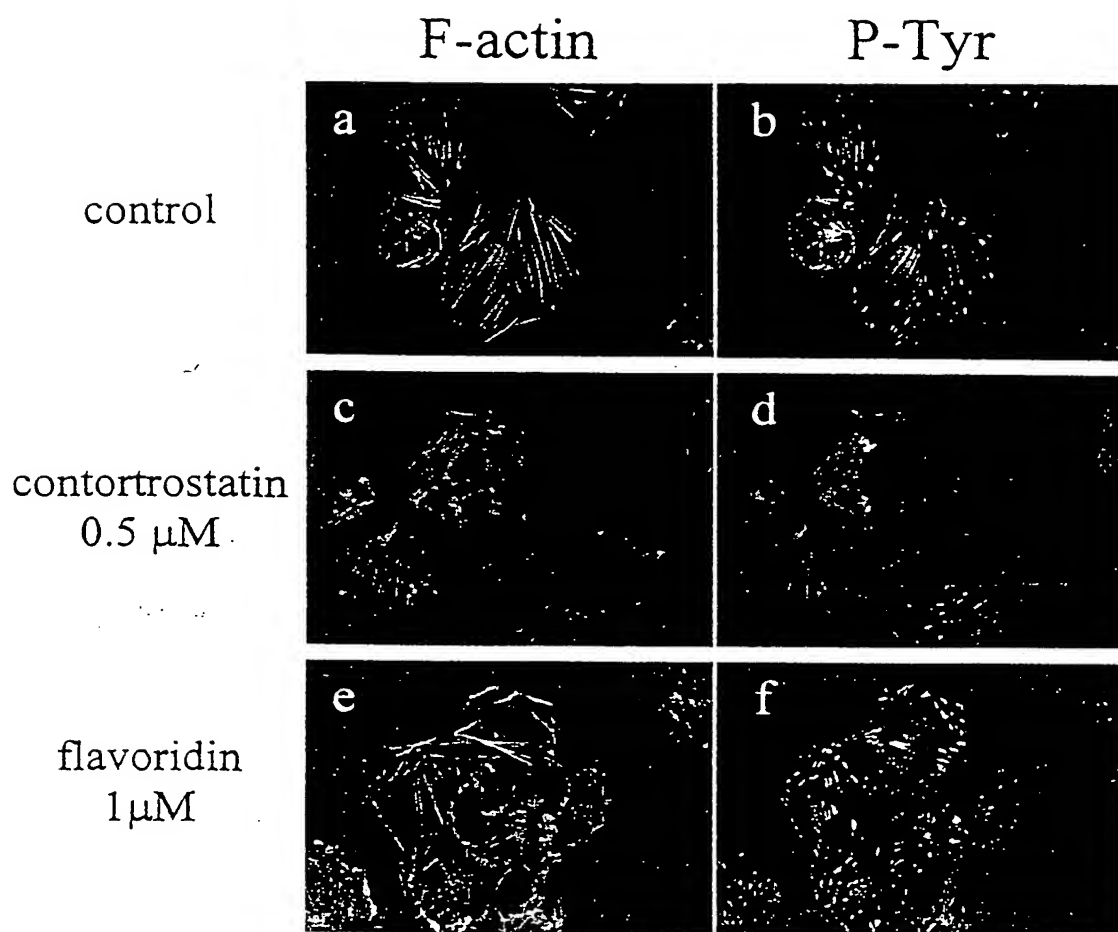 F-actin P-Tyr
a b
control
c d
contortrostatin
0.5 µM
e f
flavoridin
1µM